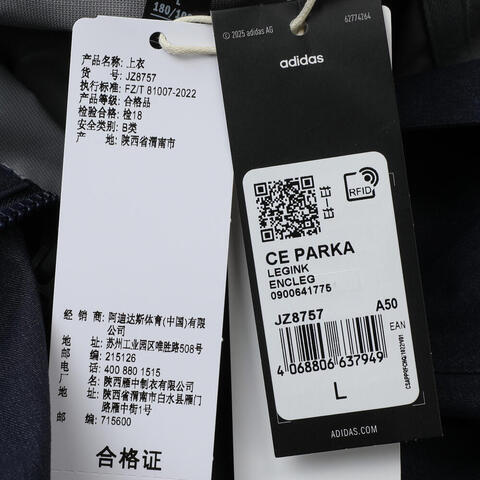 L
180/10
产品名称: 上衣
货 号: JZ8757
执行标准: FZ/T 81007-2022
产品等级: 合格品
检验合格: 检18
安全类别: B类
产 地: 陕西省渭南市
经 销 商: 阿迪达斯体育(中国)有限
公司
地 址: 苏州工业园区唯胜路508号
邮 编: 215126
电 话: 400 880 1515
厂 名: 陕西雁中制衣有限公司
地 址: 陕西省渭南市白水县雁门
路雁中街1号
邮 编: 715600
合格证
© 2025 adidas AG
62774264
adidas
RFID
CE PARKA
LEGINK
ENCLEG
0900641775
JZ8757
A50
EAN
4 068806 637949
L
ADIDAS.COM